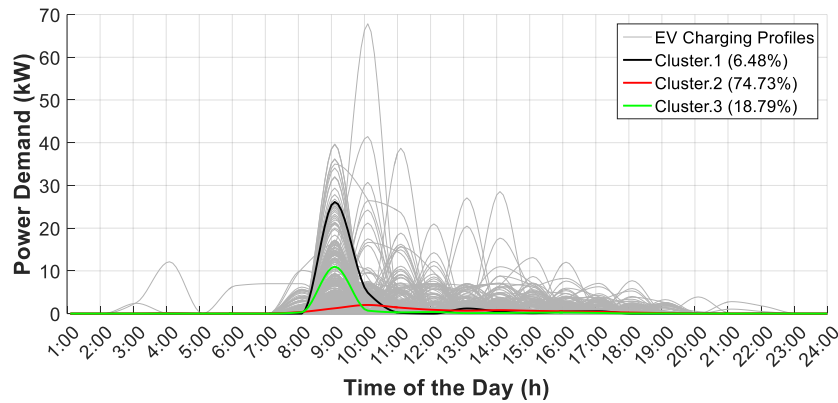 70
60
50
40
30
20
10
0
Power Demand (kW)
EV Charging Profiles
Cluster.1 (6.48%)
Cluster.2 (74.73%)
Cluster.3 (18.79%)
1:00 2:00 3:00 4:00 5:00 6:00 7:00 8:00 9:00 10:00 11:00 12:00 13:00 14:00 15:00 16:00 17:00 18:00 19:00 20:00 21:00 22:00 23:00 24:00
Time of the Day (h)